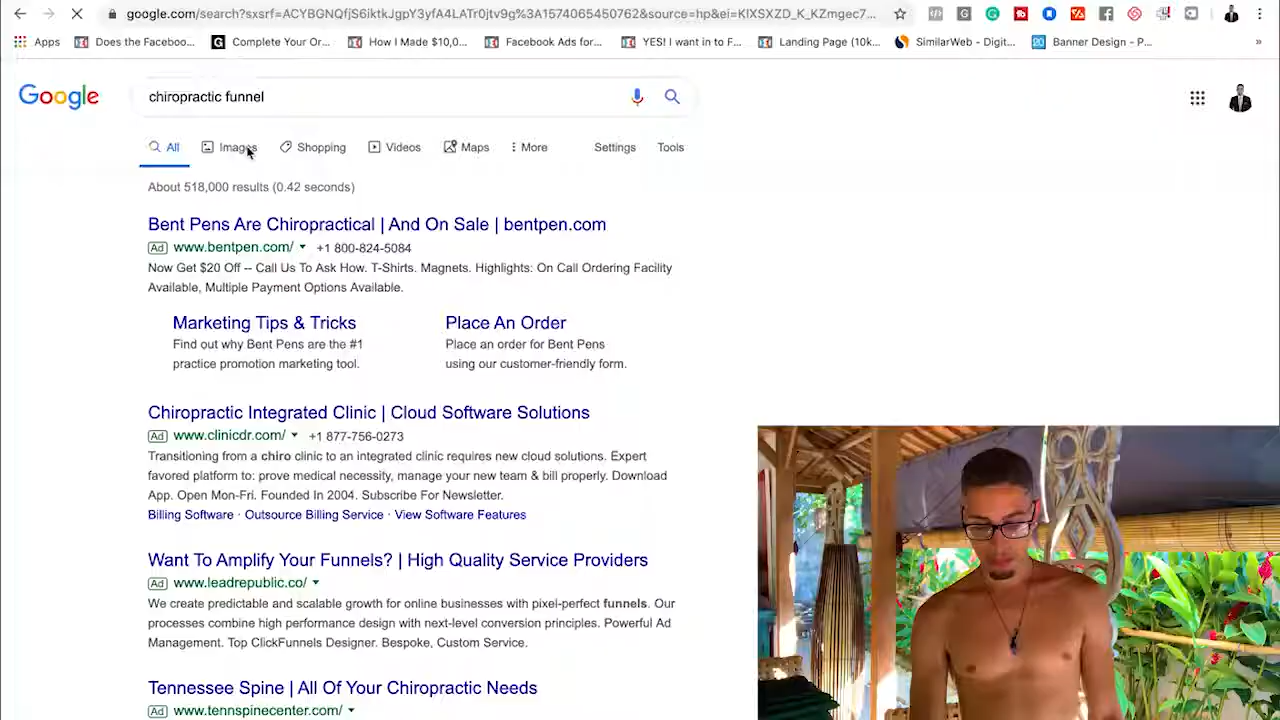 google.com/search?sxsrf=ACYBGNQfjS6iktkJgpY3yfA4LATr0jtv9g%3A1574065450762&source=hp&ei=KlXSXZD_K_KZmgec7...
Apps Does the Faceboo... Complete Your Or... How I Made $10,0... Facebook Ads for... YES! I want in to F... Landing Page (10k... SimilarWeb - Digit... Banner Design - P... »
Google chiropractic funnel
All Images Shopping Videos Maps More Settings Tools
About 518,000 results (0.42 seconds)
Bent Pens Are Chiropractical | And On Sale | bentpen.com
Ad www.bentpen.com/ +1 800-824-5084
Now Get $20 Off -- Call Us To Ask How. T-Shirts. Magnets. Highlights: On Call Ordering Facility
Available, Multiple Payment Options Available.
Marketing Tips & Tricks
Find out why Bent Pens are the #1
practice promotion marketing tool.
Place An Order
Place an order for Bent Pens
using our customer-friendly form.
Chiropractic Integrated Clinic | Cloud Software Solutions
Ad www.clinicdr.com/ +1 877-756-0273
Transitioning from a chiro clinic to an integrated clinic requires new cloud solutions. Expert
favored platform to: prove medical necessity, manage your new team & bill properly. Download
App. Open Mon-Fri. Founded In 2004. Subscribe For Newsletter.
Billing Software · Outsource Billing Service · View Software Features
Want To Amplify Your Funnels? | High Quality Service Providers
Ad www.leadrepublic.co/
We create predictable and scalable growth for online businesses with pixel-perfect funnels. Our
processes combine high performance design with next-level conversion principles. Powerful Ad
Management. Top ClickFunnels Designer. Bespoke, Custom Service.
Tennessee Spine | All Of Your Chiropractic Needs
Ad www.tennspinecenter.com/